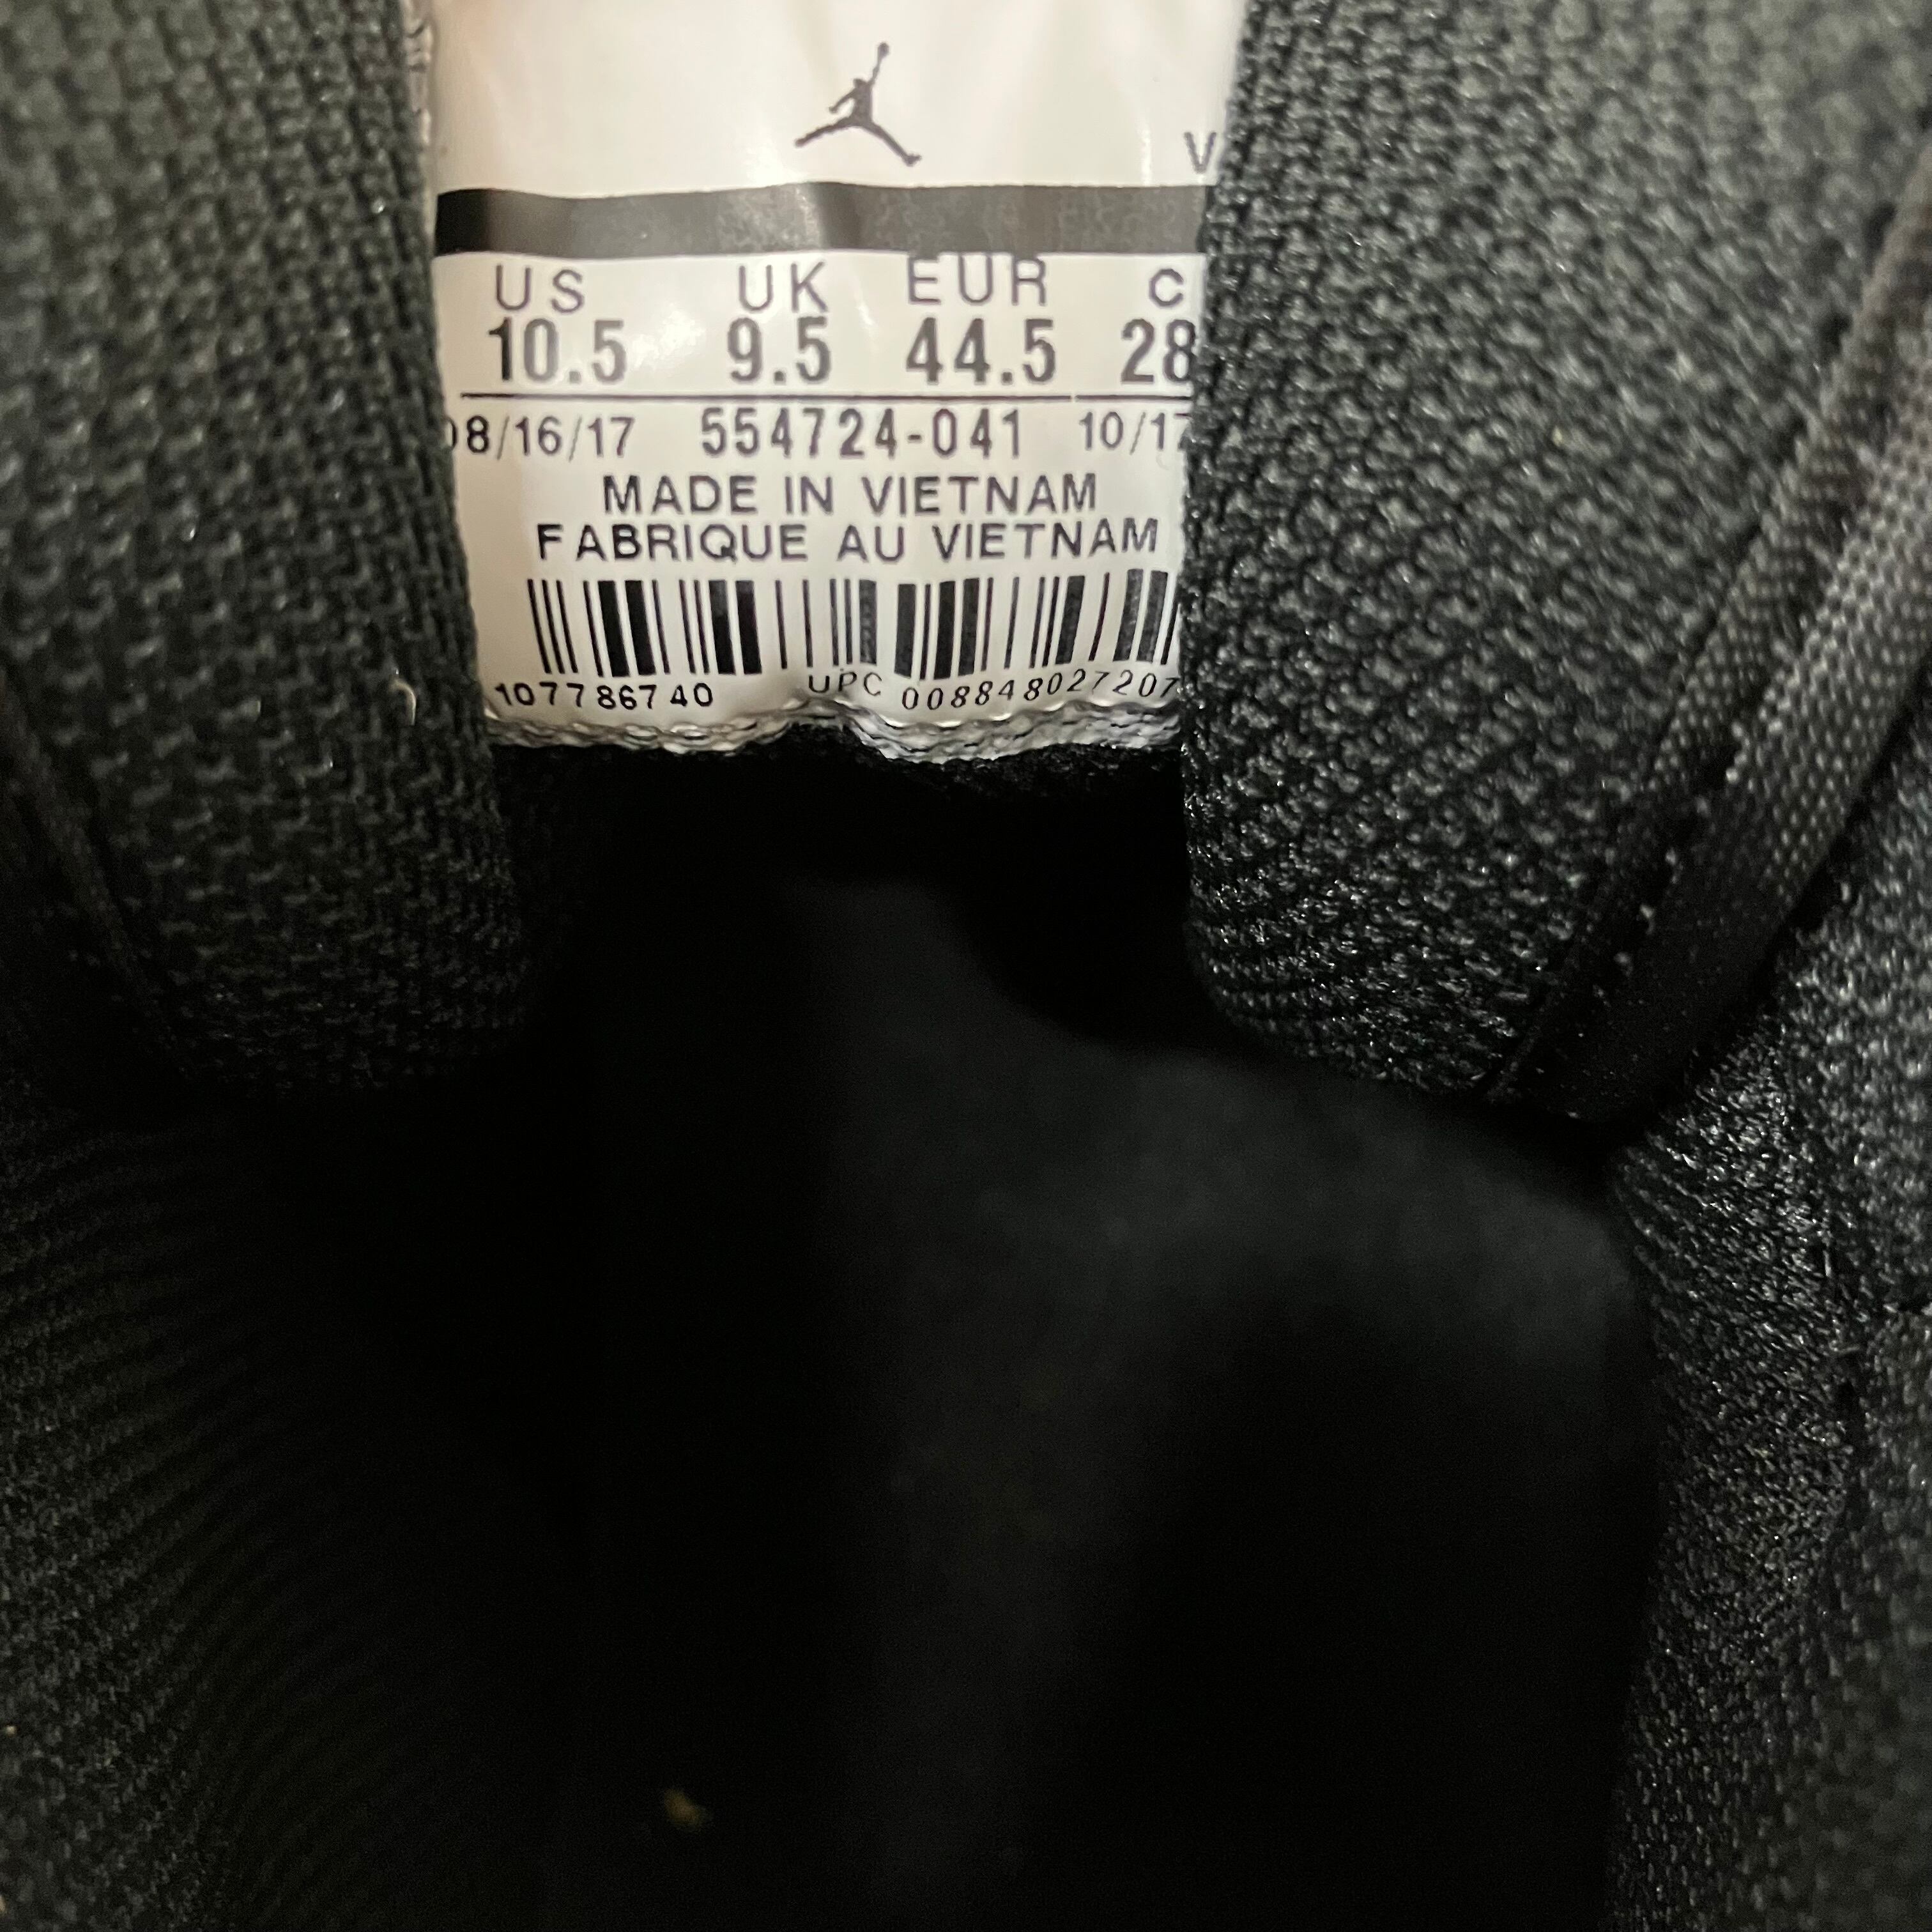 V
US UK EUR C
10.5 9.5 44.5 28
08/16/17 554724-041 10/17
MADE IN VIETNAM
FABRIQUE AU VIETNAM
107786740 UPC 00884802720​7